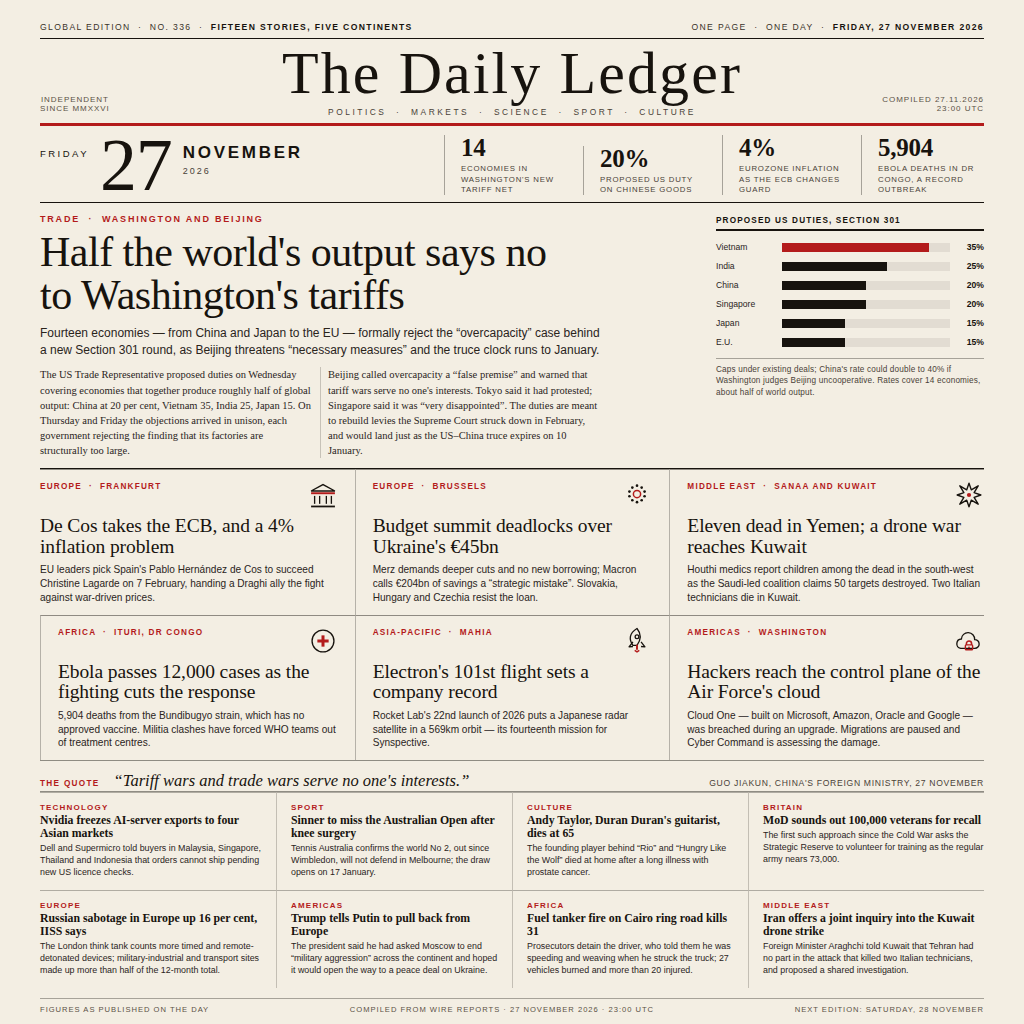 GLOBAL EDITION · NO. 336 · FIFTEEN STORIES, FIVE CONTINENTS
ONE PAGE · ONE DAY · FRIDAY, 27 NOVEMBER 2026
INDEPENDENT
SINCE MMXXVI
The Daily Ledger
POLITICS · MARKETS · SCIENCE · SPORT · CULTURE
COMPILED 27.11.2026
23:00 UTC
FRIDAY
27
NOVEMBER
2026
14
ECONOMIES IN
WASHINGTON'S NEW
TARIFF NET
20%
PROPOSED US DUTY
ON CHINESE GOODS
4%
EUROZONE INFLATION
AS THE ECB CHANGES
GUARD
5,904
EBOLA DEATHS IN DR
CONGO, A RECORD
OUTBREAK
TRADE · WASHINGTON AND BEIJING
Half the world's output says no
to Washington's tariffs
Fourteen economies — from China and Japan to the EU — formally reject the “overcapacity” case behind
a new Section 301 round, as Beijing threatens “necessary measures” and the truce clock runs to January.
The US Trade Representative proposed duties on Wednesday
covering economies that together produce roughly half of global
output: China at 20 per cent, Vietnam 35, India 25, Japan 15. On
Thursday and Friday the objections arrived in unison, each
government rejecting the finding that its factories are
structurally too large.
Beijing called overcapacity a “false premise” and warned that
tariff wars serve no one's interests. Tokyo said it had protested;
Singapore said it was “very disappointed”. The duties are meant
to rebuild levies the Supreme Court struck down in February,
and would land just as the US–China truce expires on 10
January.
PROPOSED US DUTIES, SECTION 301
Vietnam 35%
India 25%
China 20%
Singapore 20%
Japan 15%
E.U. 15%
Caps under existing deals; China's rate could double to 40% if
Washington judges Beijing uncooperative. Rates cover 14 economies,
about half of world output.
EUROPE · FRANKFURT
De Cos takes the ECB, and a 4%
inflation problem
EU leaders pick Spain's Pablo Hernández de Cos to succeed
Christine Lagarde on 7 February, handing a Draghi ally the fight
against war-driven prices.
EUROPE · BRUSSELS
Budget summit deadlocks over
Ukraine's €45bn
Merz demands deeper cuts and no new borrowing; Macron
calls €204bn of savings a “strategic mistake”. Slovakia,
Hungary and Czechia resist the loan.
MIDDLE EAST · SANAA AND KUWAIT
Eleven dead in Yemen; a drone war
reaches Kuwait
Houthi medics report children among the dead in the south-west
as the Saudi-led coalition claims 50 targets destroyed. Two Italian
technicians die in Kuwait.
AFRICA · ITURI, DR CONGO
Ebola passes 12,000 cases as the
fighting cuts the response
5,904 deaths from the Bundibugyo strain, which has no
approved vaccine. Militia clashes have forced WHO teams out
of treatment centres.
ASIA-PACIFIC · MAHIA
Electron's 101st flight sets a
company record
Rocket Lab's 22nd launch of 2026 puts a Japanese radar
satellite in a 569km orbit — its fourteenth mission for
Synspective.
AMERICAS · WASHINGTON
Hackers reach the control plane of the
Air Force's cloud
Cloud One — built on Microsoft, Amazon, Oracle and Google —
was breached during an upgrade. Migrations are paused and
Cyber Command is assessing the damage.
THE QUOTE “Tariff wars and trade wars serve no one's interests.”
GUO JIAKUN, CHINA'S FOREIGN MINISTRY, 27 NOVEMBER
TECHNOLOGY
Nvidia freezes AI-server exports to four
Asian markets
Dell and Supermicro told buyers in Malaysia, Singapore,
Thailand and Indonesia that orders cannot ship pending
new US licence checks.
SPORT
Sinner to miss the Australian Open after
knee surgery
Tennis Australia confirms the world No 2, out since
Wimbledon, will not defend in Melbourne; the draw
opens on 17 January.
CULTURE
Andy Taylor, Duran Duran's guitarist,
dies at 65
The founding player behind “Rio” and “Hungry Like
the Wolf” died at home after a long illness with
prostate cancer.
BRITAIN
MoD sounds out 100,000 veterans for recall
The first such approach since the Cold War asks the
Strategic Reserve to volunteer for training as the regular
army nears 73,000.
EUROPE
Russian sabotage in Europe up 16 per cent,
IISS says
The London think tank counts more timed and remote-
detonated devices; military-industrial and transport sites
made up more than half of the 12-month total.
AMERICAS
Trump tells Putin to pull back from
Europe
The president said he had asked Moscow to end
“military aggression” across the continent and hoped
it would open the way to a peace deal on Ukraine.
AFRICA
Fuel tanker fire on Cairo ring road kills
31
Prosecutors detain the driver, who told them he was
speeding and weaving when he struck the truck; 27
vehicles burned and more than 20 injured.
MIDDLE EAST
Iran offers a joint inquiry into the Kuwait
drone strike
Foreign Minister Araghchi told Kuwait that Tehran had
no part in the attack that killed two Italian technicians,
and proposed a shared investigation.
FIGURES AS PUBLISHED ON THE DAY
COMPILED FROM WIRE REPORTS · 27 NOVEMBER 2026 · 23:00 UTC
NEXT EDITION: SATURDAY, 28 NOVEMBER